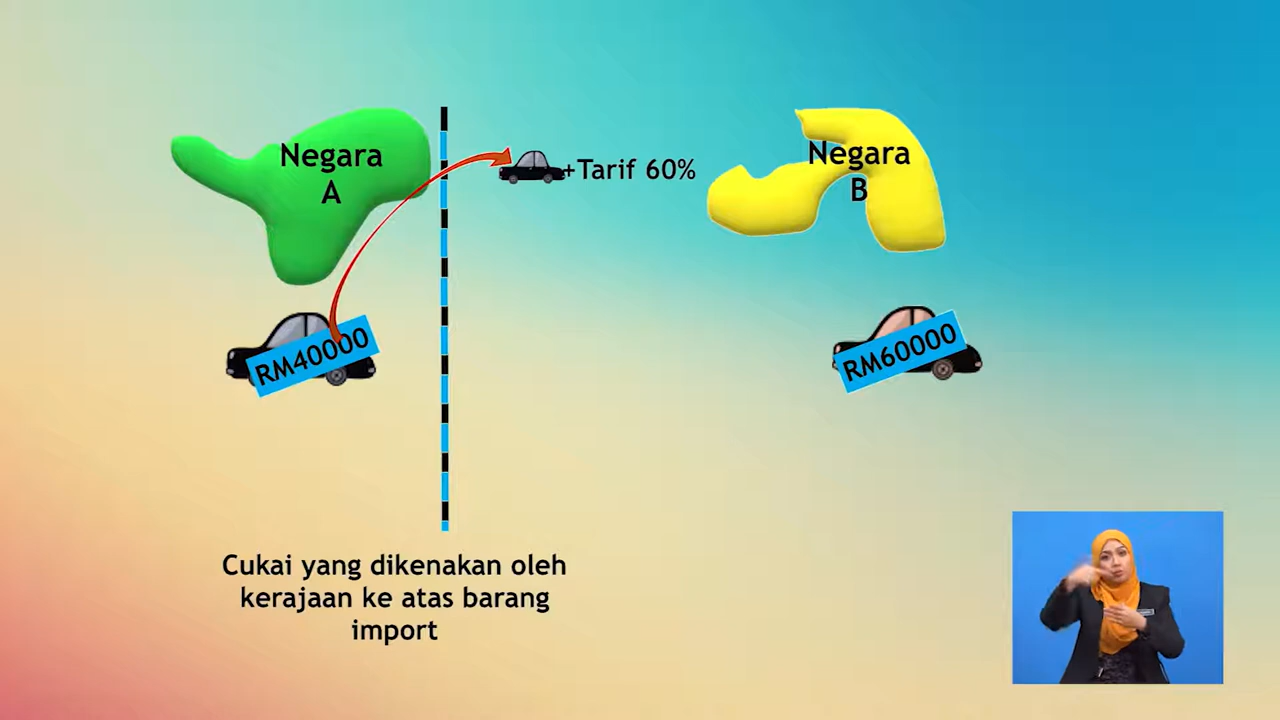 Negara
A
+Tarif 60%
Negara
B
RM40000
RM60000
Cukai yang dikenakan oleh
kerajaan ke atas barang
import